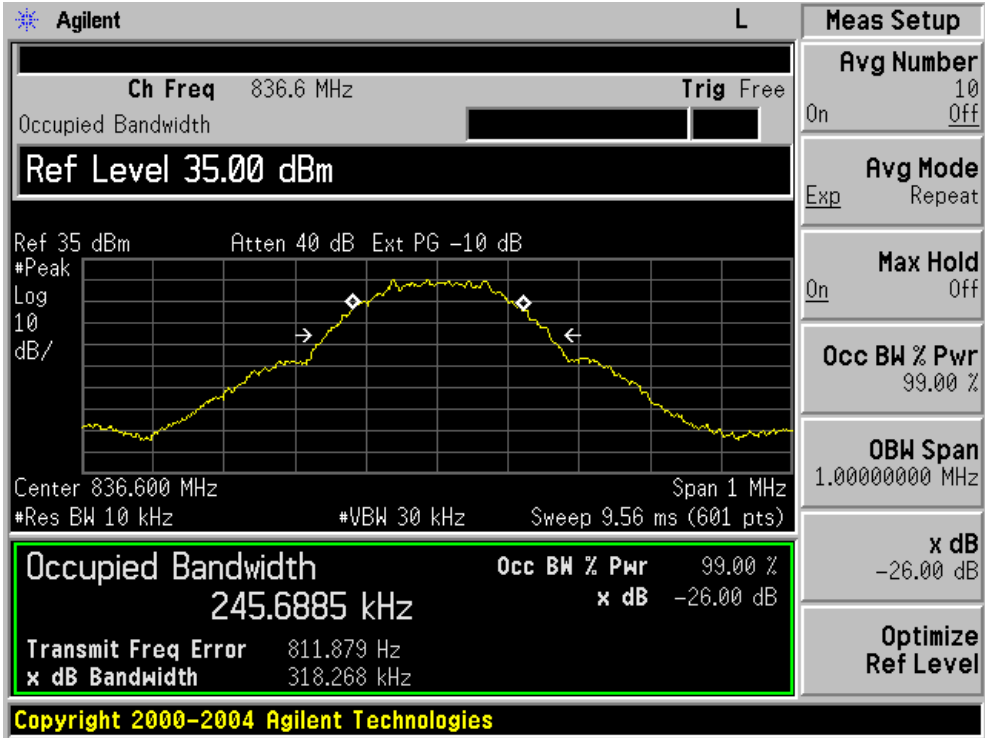 Agilent L
Ch Freq 836.6 MHz Trig Free
Occupied Bandwidth
Ref Level 35.00 dBm
Ref 35 dBm Atten 40 dB Ext PG -10 dB
#Peak
Log
10
dB/
Center 836.600 MHz Span 1 MHz
#Res BW 10 kHz #VBW 30 kHz Sweep 9.56 ms (601 pts)
Occupied Bandwidth Occ BW % Pwr 99.00 %
245.6885 kHz x dB -26.00 dB
Transmit Freq Error 811.879 Hz
x dB Bandwidth 318.268 kHz
Copyright 2000-2004 Agilent Technologies
Meas Setup
Avg Number
10
On Off
Avg Mode
Exp Repeat
Max Hold
On Off
Occ BW % Pwr
99.00 %
OBW Span
1.00000000 MHz
x dB
-26.00 dB
Optimize
Ref Level